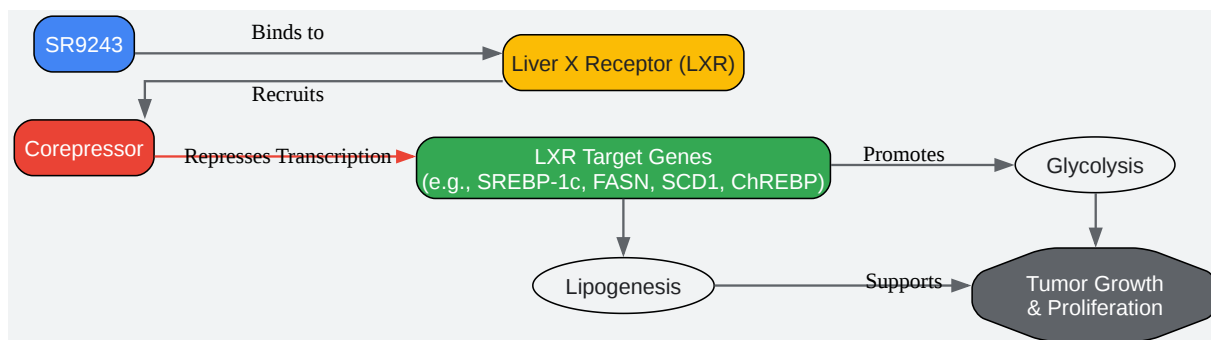 SR9243
Binds to
Liver X Receptor (LXR)
Recruits
Corepressor
Represses Transcription
LXR Target Genes
(e.g., SREBP-1c, FASN, SCD1, ChREBP)
Promotes
Glycolysis
Lipogenesis
Supports
Tumor Growth
& Proliferation